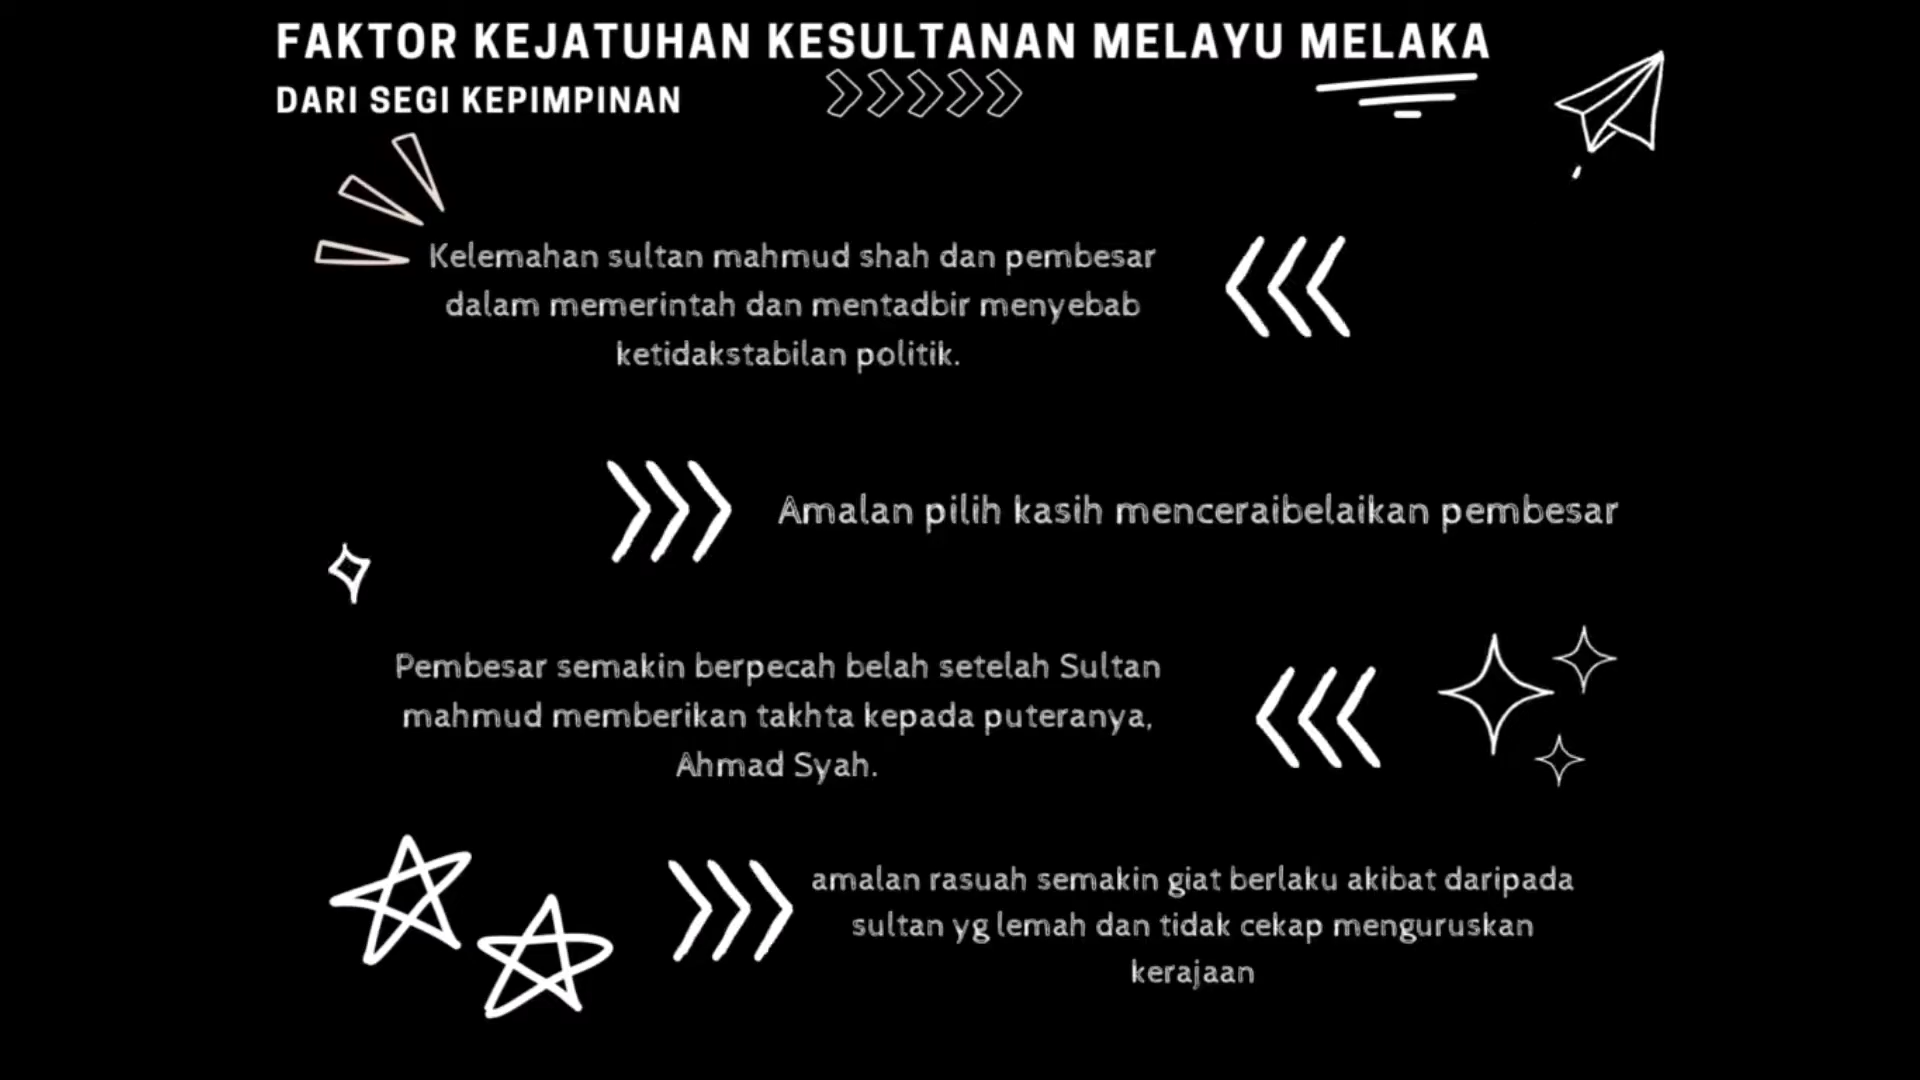 FAKTOR KEJATUHAN KESULTANAN MELAYU MELAKA
DARI SEGI KEPIMPINAN
Kelemahan sultan mahmud shah dan pembesar
dalam memerintah dan mentadbir menyebab
ketidakstabilan politik.
Amalan pilih kasih menceraibelaikan pembesar
Pembesar semakin berpecah belah setelah Sultan
mahmud memberikan takhta kepada puteranya,
Ahmad Syah.
amalan rasuah semakin giat berlaku akibat daripada
sultan yg lemah dan tidak cekap menguruskan
kerajaan